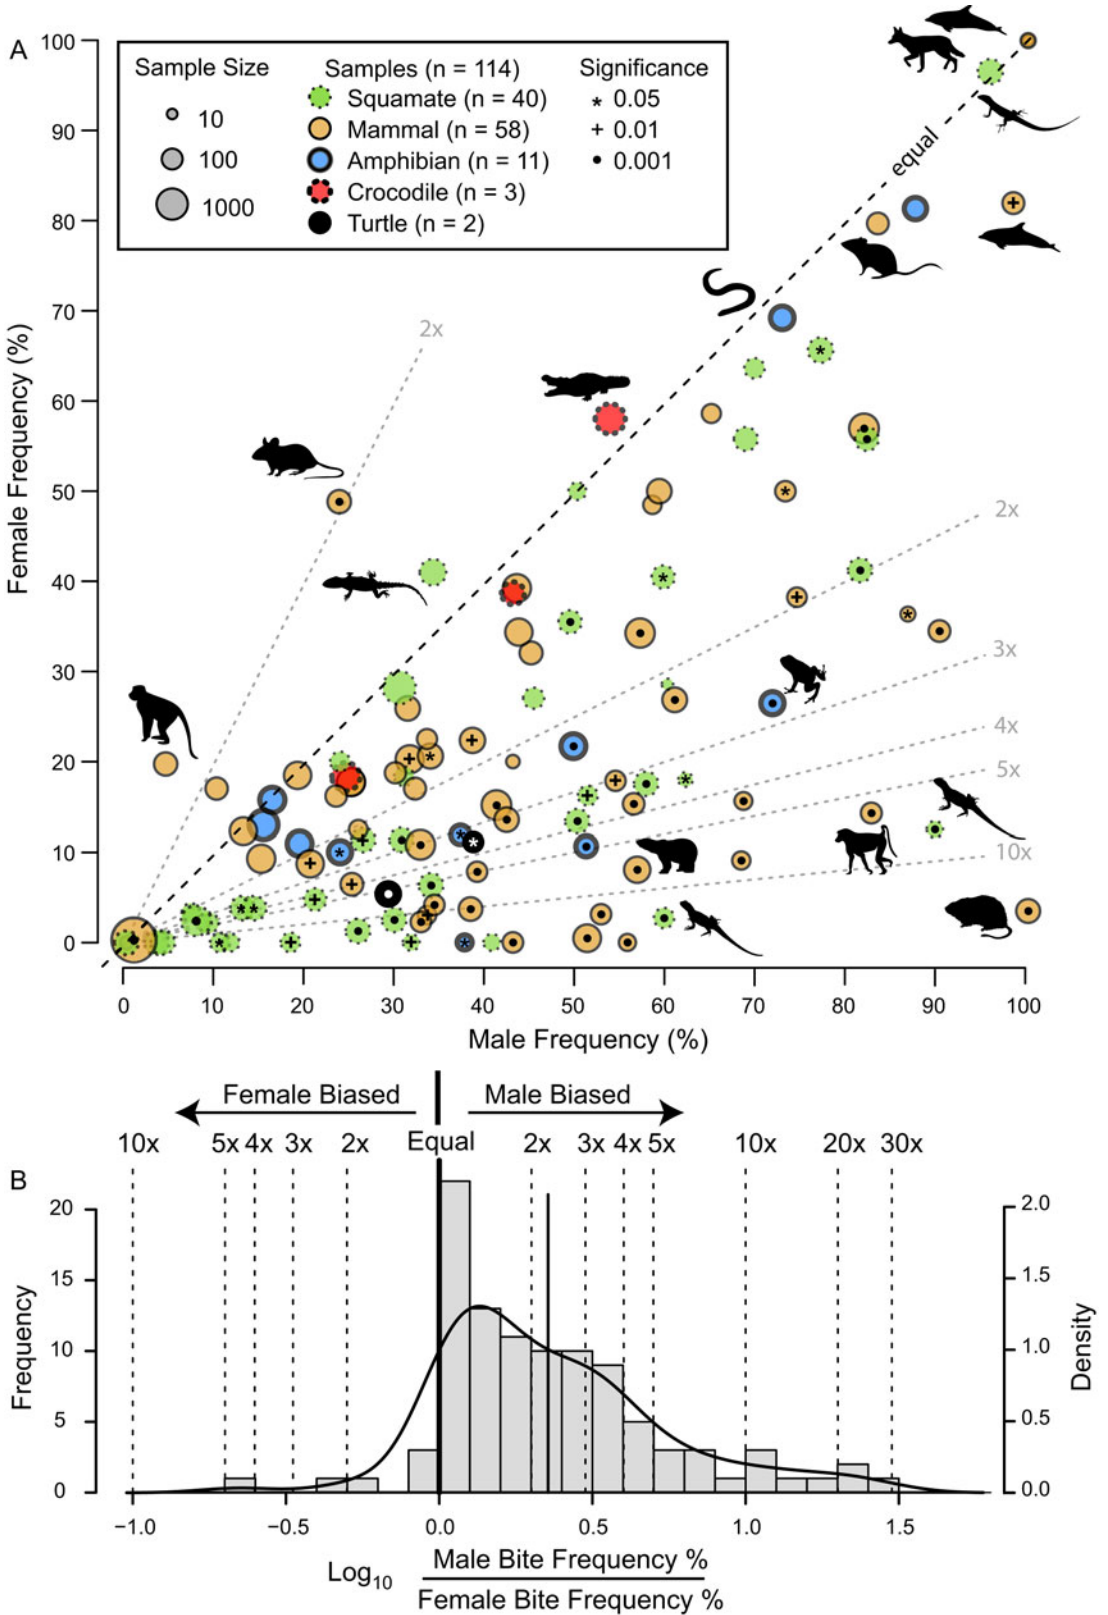 A
100
90
80
70
60
50
40
30
20
10
0
Female Frequency (%)
Sample Size
10
100
1000
Samples (n = 114)
Squamate (n = 40)
Mammal (n = 58)
Amphibian (n = 11)
Crocodile (n = 3)
Turtle (n = 2)
Significance
* 0.05
+ 0.01
• 0.001
equal
2x
2x
3x
4x
5x
10x
0 10 20 30 40 50 60 70 80 90 100
Male Frequency (%)
Female Biased
Male Biased
10x 5x 4x 3x 2x Equal 2x 3x 4x 5x 10x 20x 30x
B
20
15
10
5
0
Frequency
2.0
1.5
1.0
0.5
0.0
Density
−1.0 −0.5 0.0 0.5 1.0 1.5
Log10
Male Bite Frequency %
Female Bite Frequency %